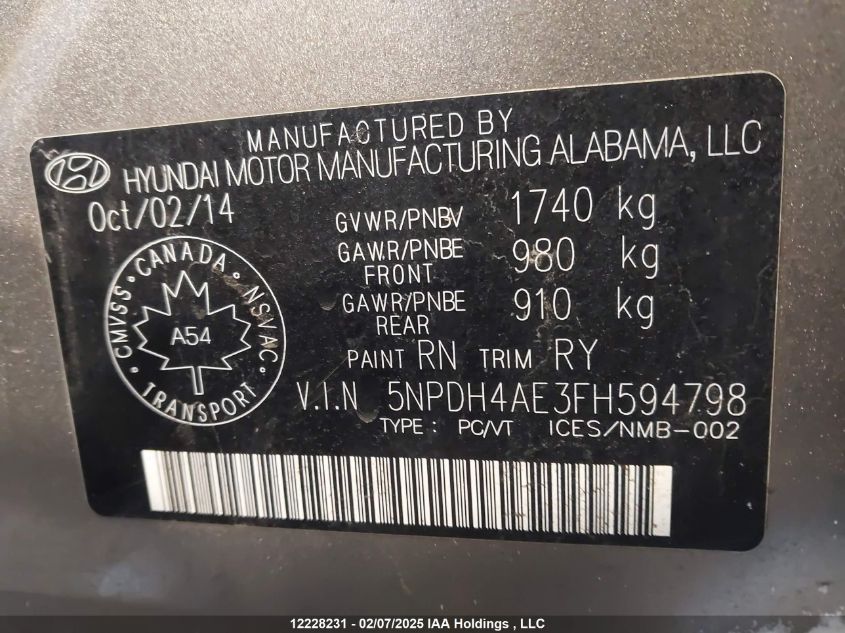 MANUFACTURED BY
HYUNDAI MOTOR MANUFACTURING ALABAMA, LLC
Oct/02/14
GVWR/PNBV 1740 kg
GAWR/PNBE FRONT 980 kg
GAWR/PNBE REAR 910 kg
CMVSS · CANADA · NSVAC · TRANSPORT
A54
PAINT RN TRIM RY
V.I.N 5NPDH4AE3FH594798
TYPE : PC/VT ICES/NMB-002
12228231 - 02/07/2025 IAA Holdings , LLC